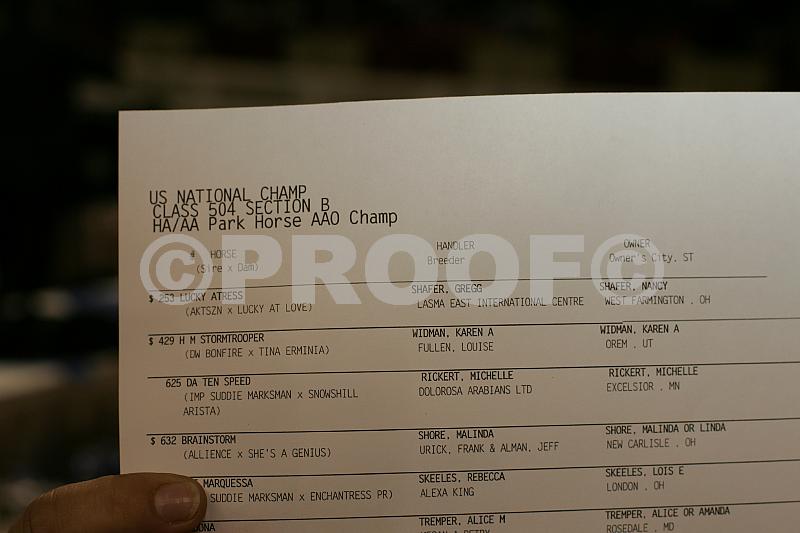 US NATIONAL CHAMP
CLASS 504 SECTION B
HA/AA Park Horse AAO Champ
# HORSE HANDLER OWNER
(Sire x Dam) Breeder Owner's City, ST
©PROOF©
$ 253 LUCKY ATRESS SHAFER, GREGG SHAFER, NANCY
(AKTSZN x LUCKY AT LOVE) LASMA EAST INTERNATIONAL CENTRE WEST FARMINGTON , OH
$ 429 H M STORMTROOPER WIDMAN, KAREN A WIDMAN, KAREN A
(DW BONFIRE x TINA ERMINIA) FULLEN, LOUISE OREM , UT
625 DA TEN SPEED RICKERT, MICHELLE RICKERT, MICHELLE
(IMP SUDDIE MARKSMAN x SNOWSHILL DOLOROSA ARABIANS LTD EXCELSIOR , MN
ARISTA)
$ 632 BRAINSTORM SHORE, MALINDA SHORE, MALINDA OR LINDA
(ALLIENCE x SHE'S A GENIUS) URICK, FRANK & ALMAN, JEFF NEW CARLISLE , OH
MARQUESSA SKEELES, REBECCA SKEELES, LOIS E
SUDDIE MARKSMAN x ENCHANTRESS PR) ALEXA KING LONDON , OH
TREMPER, ALICE M TREMPER, ALICE OR AMANDA
ROSEDALE , MD